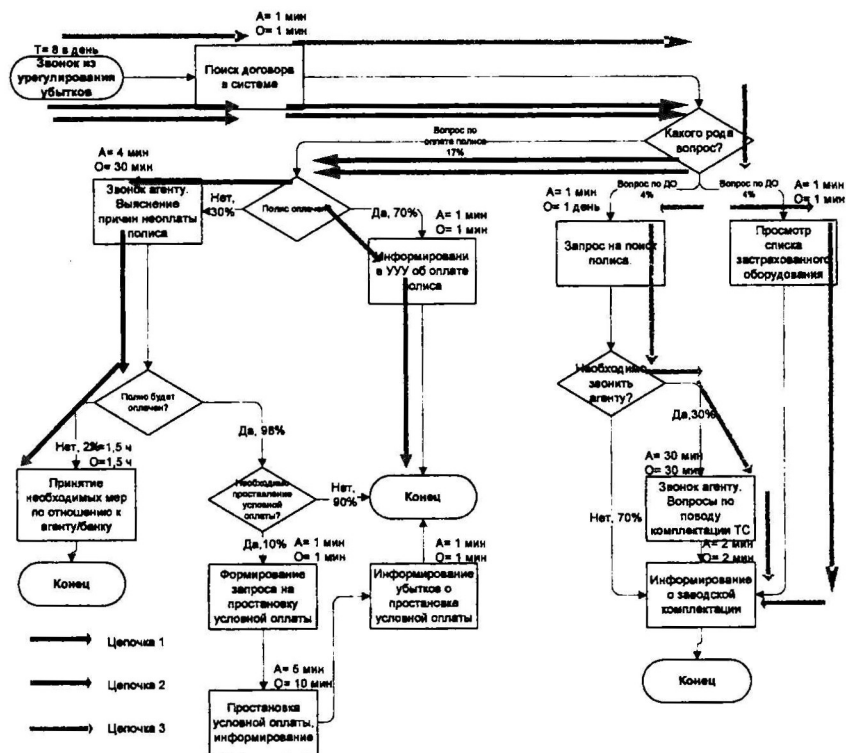 А= 1 мин
О= 1 мин
Т= 8 в день
Звонок из
урегулирования
убытков
Поиск договора
в системе
Какого рода
вопрос?
Вопрос по
оплате полиса
17%
А= 4 мин
О= 30 мин
Звонок агенту.
Выяснение
причин неоплаты
полиса
Нет,
30%
Полис оплачен?
Да, 70%
А= 1 мин
О= 1 мин
Информировани
в УУУ об оплате
полиса
А= 1 мин
О= 1 день
Вопрос по ДО
4%
Вопрос по ДО
4%
А= 1 мин
О= 1 мин
Запрос на поиск
полиса.
Просмотр
списка
застрахованного
оборудования
Необходимо
звонить
агенту?
Да,30%
Полис будет
оплачен?
Нет, 2%=1,5 ч
О=1,5 ч
Да, 98%
Принятие
необходимых мер
по отношению к
агенту/банку
Необходимо
проставление
условной
оплаты?
Нет,
90%
Конец
А= 30 мин
О= 30 мин
Звонок агенту.
Вопросы по
поводу
комплектации ТС
Нет, 70%
А= 2 мин
О= 2 мин
Да,10%
А= 1 мин
О= 1 мин
А= 1 мин
О= 1 мин
Конец
Формирование
запроса на
простановку
условной оплаты
Информирование
убытков о
простановке
условной оплаты
Информирование
о заводской
комплектации
Цепочка 1
А= 5 мин
О= 10 мин
Конец
Цепочка 2
Простановка
условной оплаты,
информирование
Цепочка 3